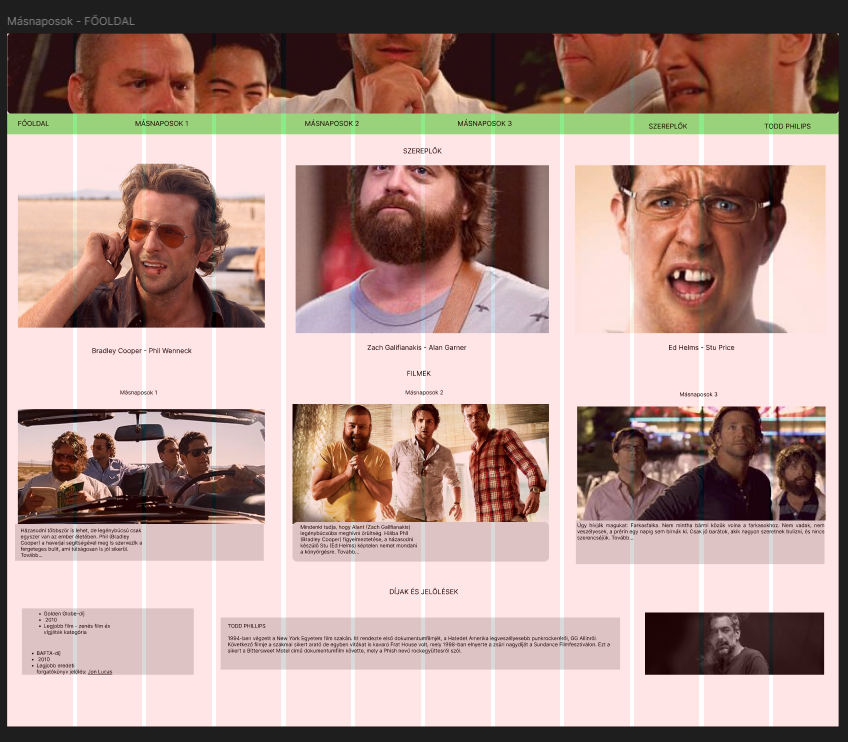 Másnaposok - FŐOLDAL
FŐOLDAL
MÁSNAPOSOK 1
MÁSNAPOSOK 2
MÁSNAPOSOK 3
SZEREPLŐK
TODD PHILIPS
SZEREPLŐK
Bradley Cooper - Phil Wenneck
Zach Galifianakis - Alan Garner
Ed Helms - Stu Price
FILMEK
Másnaposok 1
Másnaposok 2
Másnaposok 3
Házasudni többször is lehet, de legénybúcsú csak
egyszer van az ember életében. Phil (Bradley
Cooper) a haverjai segítségével meg is szervezik a
fergeteges bulit, ami túlságosan is jól sikerül.
Tovább...
Mindenki tudja, hogy Alant (Zach Galifianakis)
legénybúcsúba meghívni őrültség. Hiába Phil
(Bradley Cooper) figyelmeztetése, a házasudni
készülő Stu (Ed Helms) képtelen nemet mondani
a könyörgésre. Tovább...
Úgy hívják magukat: Farkasfalka. Nem mintha bármi közük volna a farkasokhoz. Nem vadak, nem
veszélyesek, a prérin egy napig sem bírnák ki. Csak jó barátok, akik nagyon szeretnek bulizni, és nincs
szerencséjük. Tovább...
DÍJAK ÉS JELÖLÉSEK
Golden Globe-díj
2010
Legjobb film - zenés film és
vígjáték kategória
BAFTA-díj
2010
Legjobb eredeti
forgatókönyv jelölés: Jon Lucas
TODD PHILLIPS
1994-ben végzett a New York Egyetem film szakán. Itt rendezte első dokumentumfilmjét, a Hatedet Amerika legveszélyesebb punkrockeréről, GG Allinról.
Következő filmje a szakmai sikert arató de egyben vitákat is kavaró Frat House volt, mely 1998-ban elnyerte a zsűri nagydíját a Sundance Filmfesztiválon. Ezt a
sikert a Bittersweet Motel című dokumentumfilm követte, mely a Phish nevű rockegyüttesről szól.